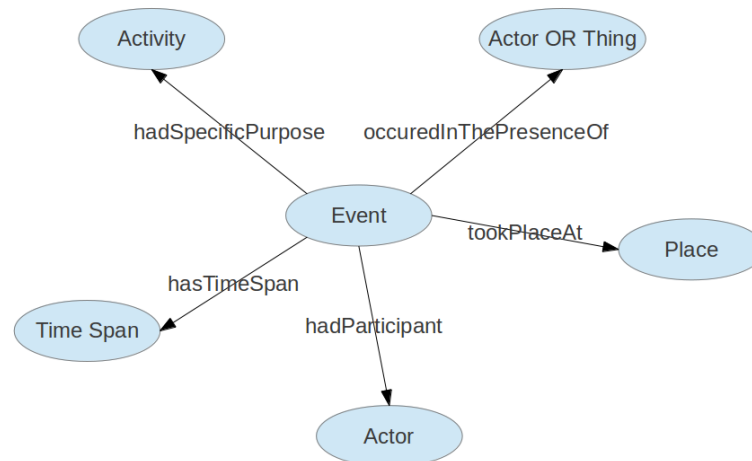 Activity
Actor OR Thing
hadSpecificPurpose
occuredInThePresenceOf
Event
tookPlaceAt
Place
hasTimeSpan
Time Span
hadParticipant
Actor